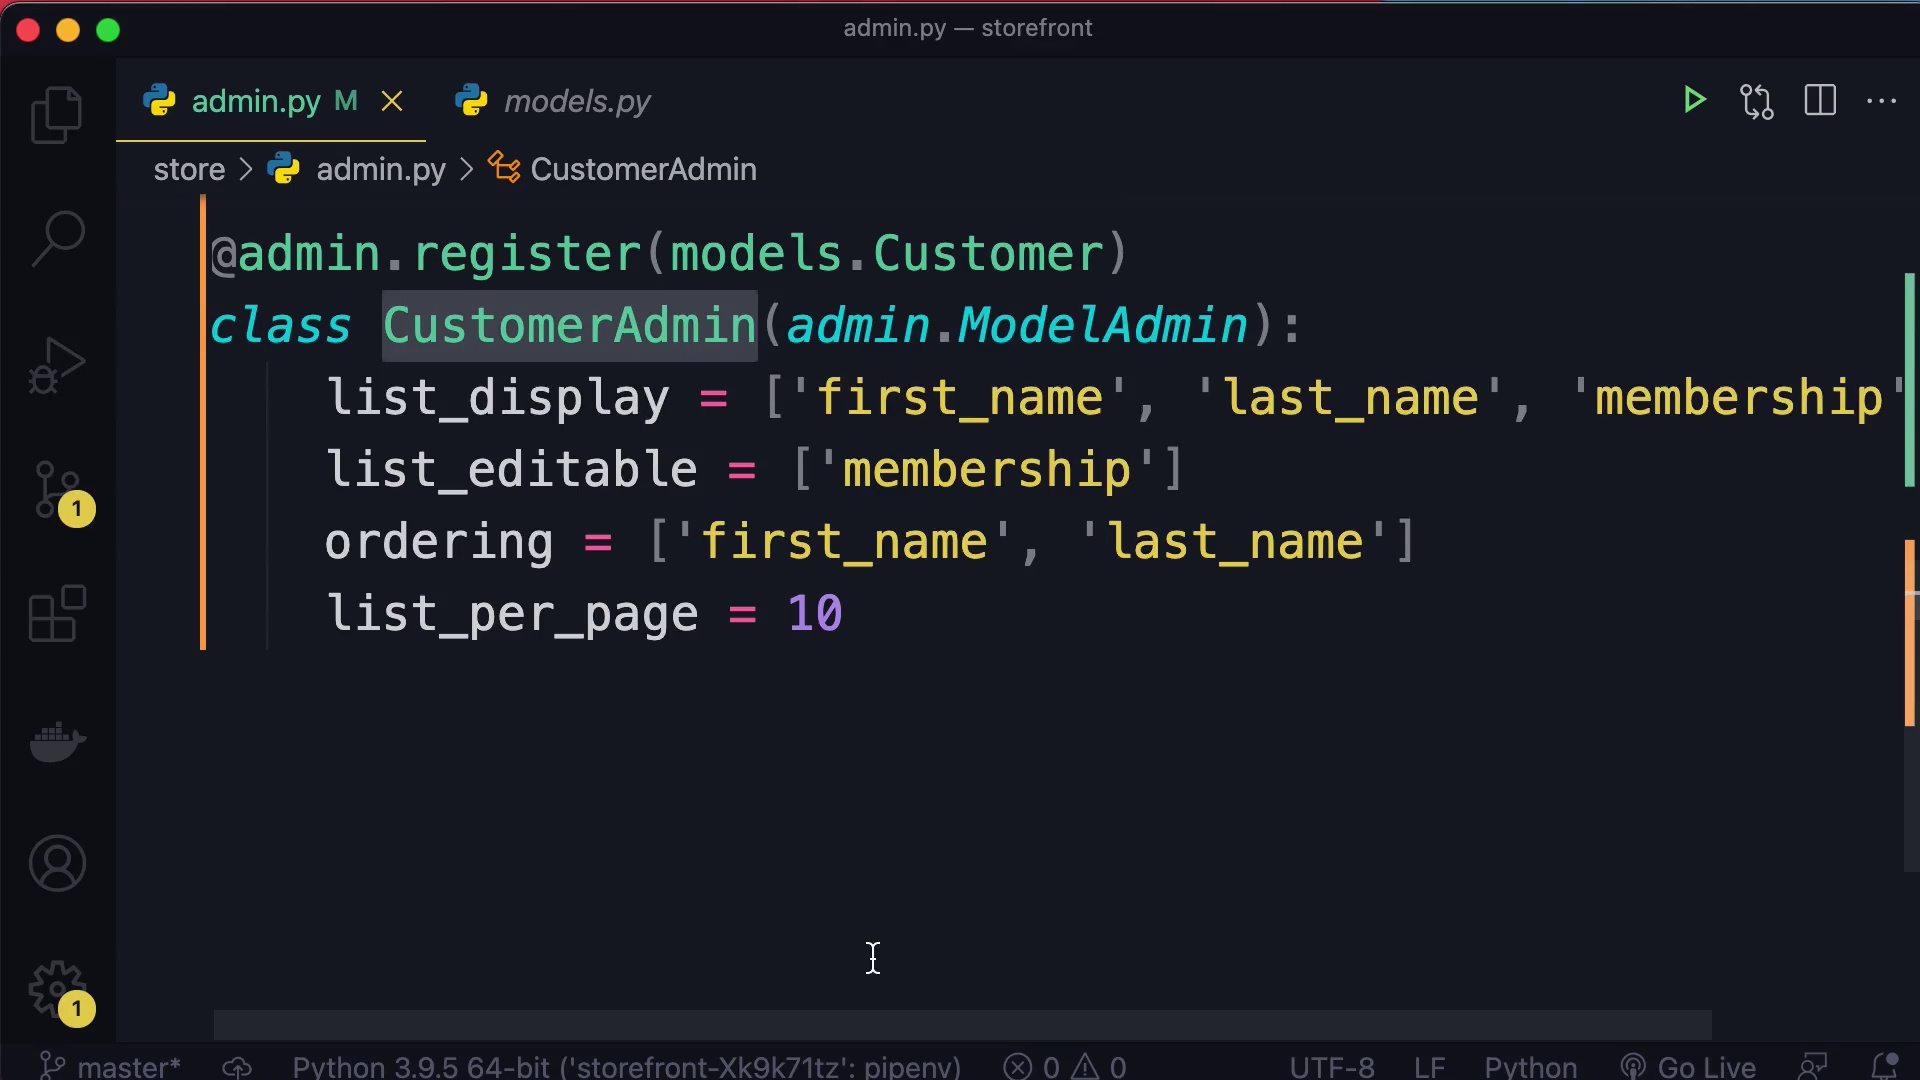 admin.py — storefront
admin.py M models.py
store > admin.py > CustomerAdmin
@admin.register(models.Customer)
class CustomerAdmin(admin.ModelAdmin):
    list_display = ['first_name', 'last_name', 'membership'
    list_editable = ['membership']
    ordering = ['first_name', 'last_name']
    list_per_page = 10
1
1
master* Python 3.9.5 64-bit ('storefront-Xk9k71tz': pipenv) 0 0 UTF-8 LF Python Go Live